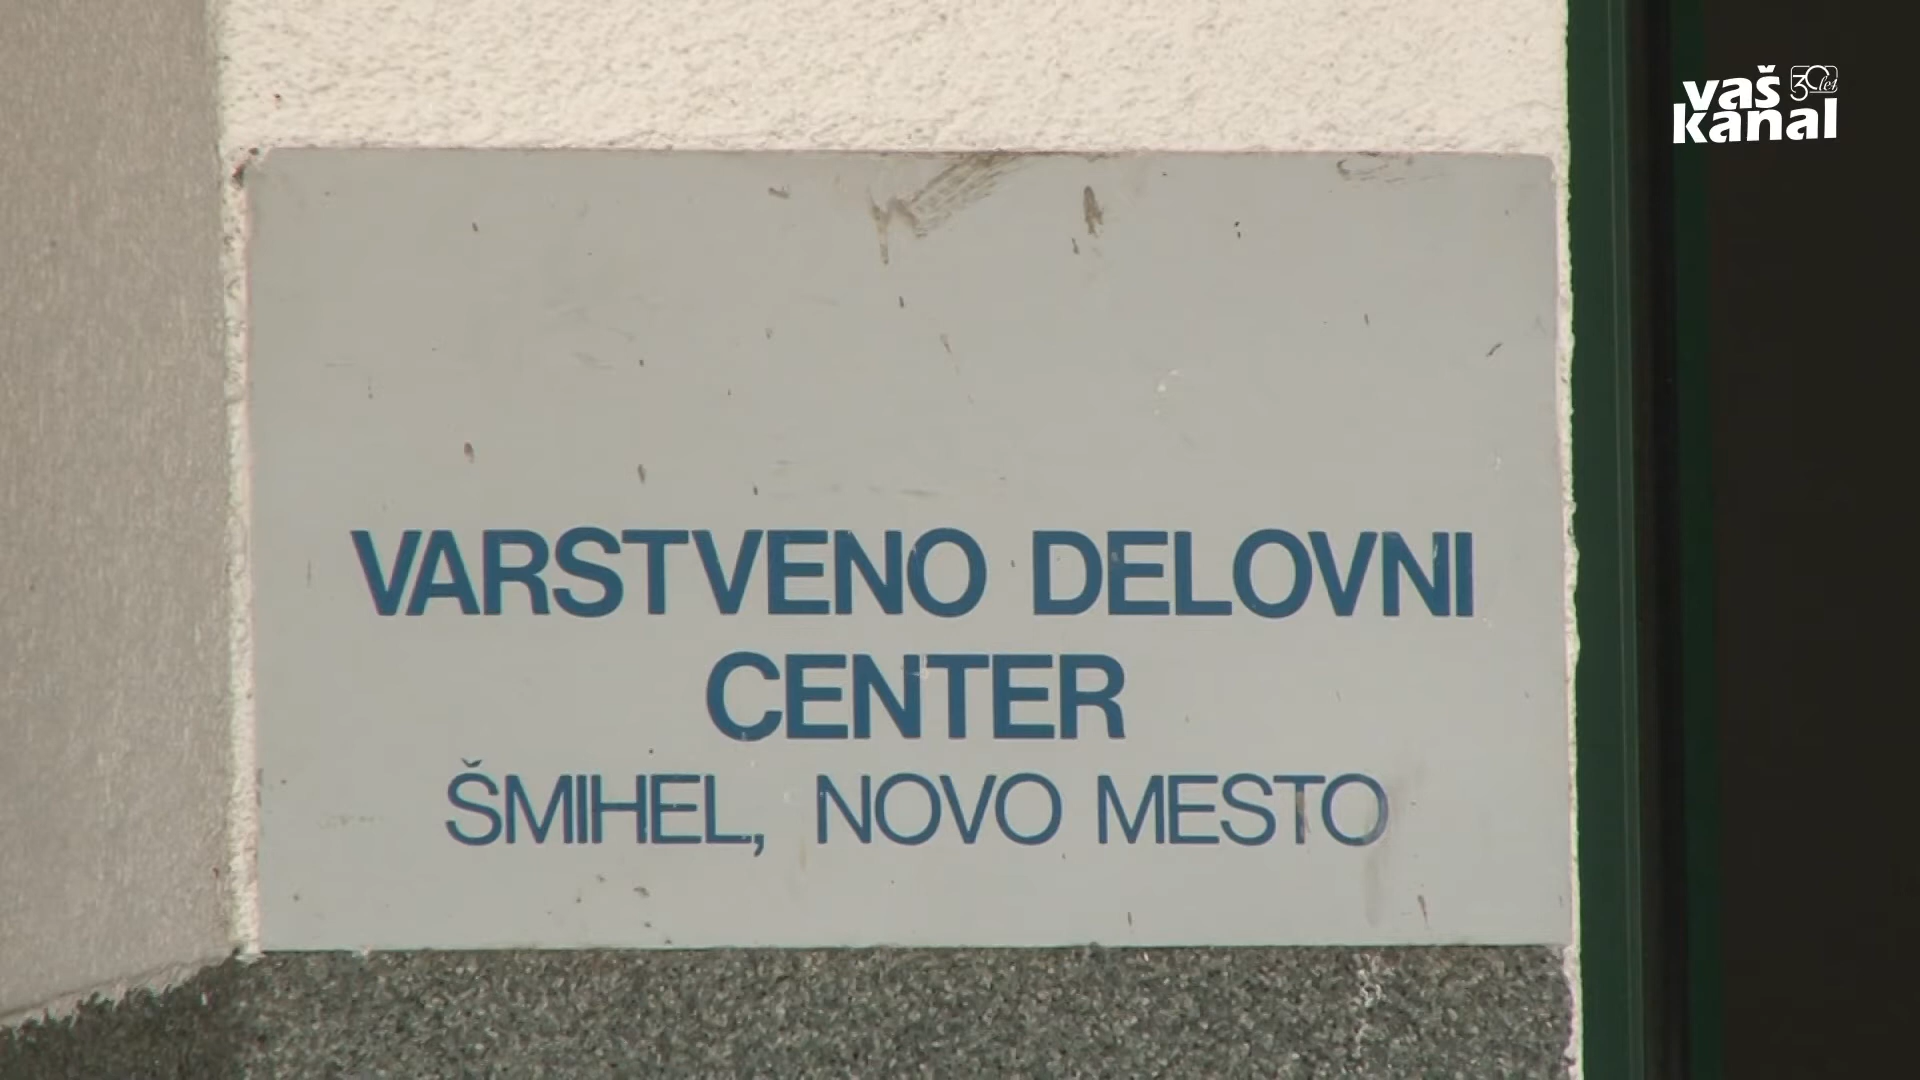 vaš 30 let
kanal
VARSTVENO DELOVNI
CENTER
ŠMIHEL, NOVO MESTO